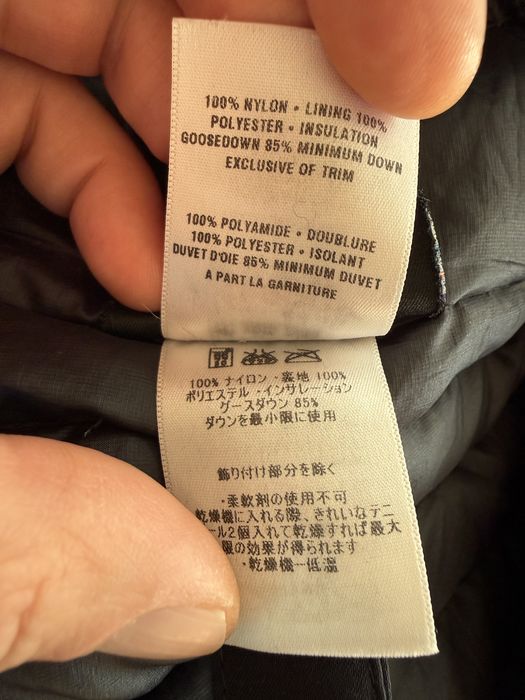 100% NYLON • LINING 100%
POLYESTER • INSULATION
GOOSEDOWN 85% MINIMUM DOWN
EXCLUSIVE OF TRIM
100% POLYAMIDE • DOUBLURE
100% POLYESTER • ISOLANT
DUVET D'OIE 85% MINIMUM DUVET
A PART LA GARNITURE
100% ナイロン・裏地 100%
ポリエステル・インサレーション
グースダウン 85%
ダウンを最小限に使用
飾り付け部分を除く
・柔軟剤の使用不可
乾燥機に入れる際、きれいなテニ
ール2個入れて乾燥すれば最大
限の効果が得られます
・乾燥機一低温